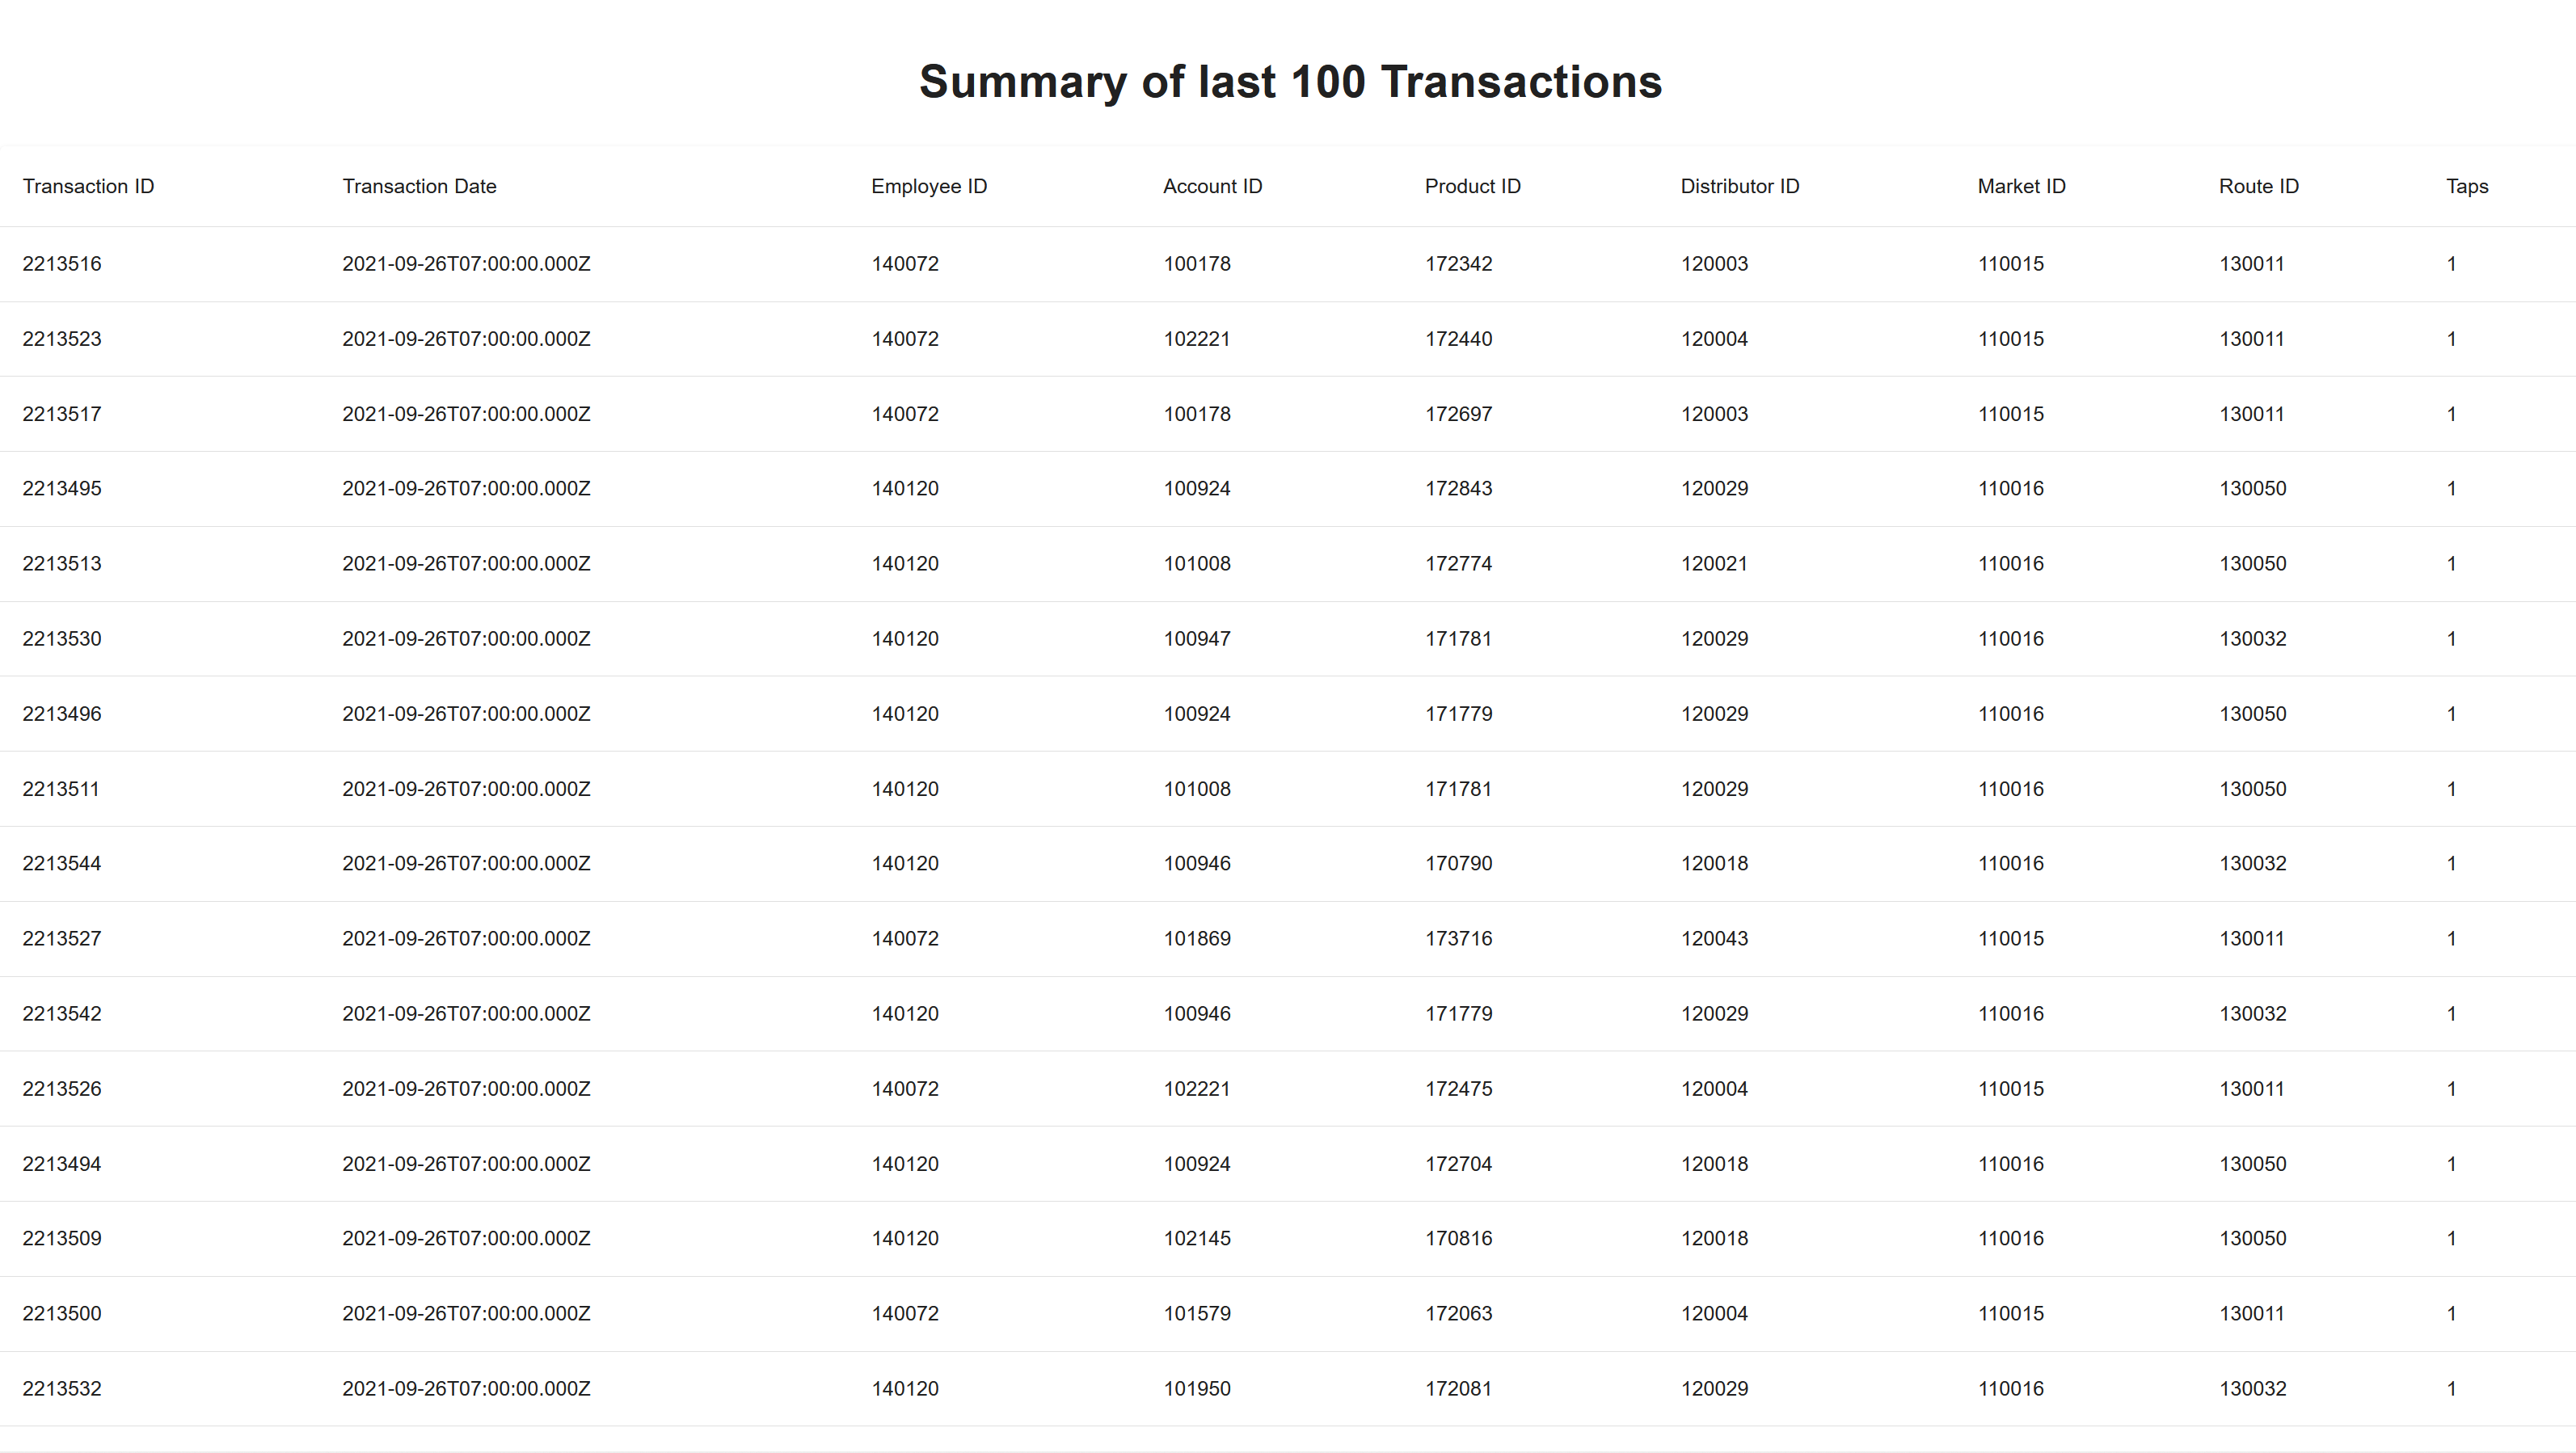 Summary of last 100 Transactions
Transaction ID Transaction Date Employee ID Account ID Product ID Distributor ID Market ID Route ID Taps
2213516 2021-09-26T07:00:00.000Z 140072 100178 172342 120003 110015 130011 1
2213523 2021-09-26T07:00:00.000Z 140072 102221 172440 120004 110015 130011 1
2213517 2021-09-26T07:00:00.000Z 140072 100178 172697 120003 110015 130011 1
2213495 2021-09-26T07:00:00.000Z 140120 100924 172843 120029 110016 130050 1
2213513 2021-09-26T07:00:00.000Z 140120 101008 172774 120021 110016 130050 1
2213530 2021-09-26T07:00:00.000Z 140120 100947 171781 120029 110016 130032 1
2213496 2021-09-26T07:00:00.000Z 140120 100924 171779 120029 110016 130050 1
2213511 2021-09-26T07:00:00.000Z 140120 101008 171781 120029 110016 130050 1
2213544 2021-09-26T07:00:00.000Z 140120 100946 170790 120018 110016 130032 1
2213527 2021-09-26T07:00:00.000Z 140072 101869 173716 120043 110015 130011 1
2213542 2021-09-26T07:00:00.000Z 140120 100946 171779 120029 110016 130032 1
2213526 2021-09-26T07:00:00.000Z 140072 102221 172475 120004 110015 130011 1
2213494 2021-09-26T07:00:00.000Z 140120 100924 172704 120018 110016 130050 1
2213509 2021-09-26T07:00:00.000Z 140120 102145 170816 120018 110016 130050 1
2213500 2021-09-26T07:00:00.000Z 140072 101579 172063 120004 110015 130011 1
2213532 2021-09-26T07:00:00.000Z 140120 101950 172081 120029 110016 130032 1